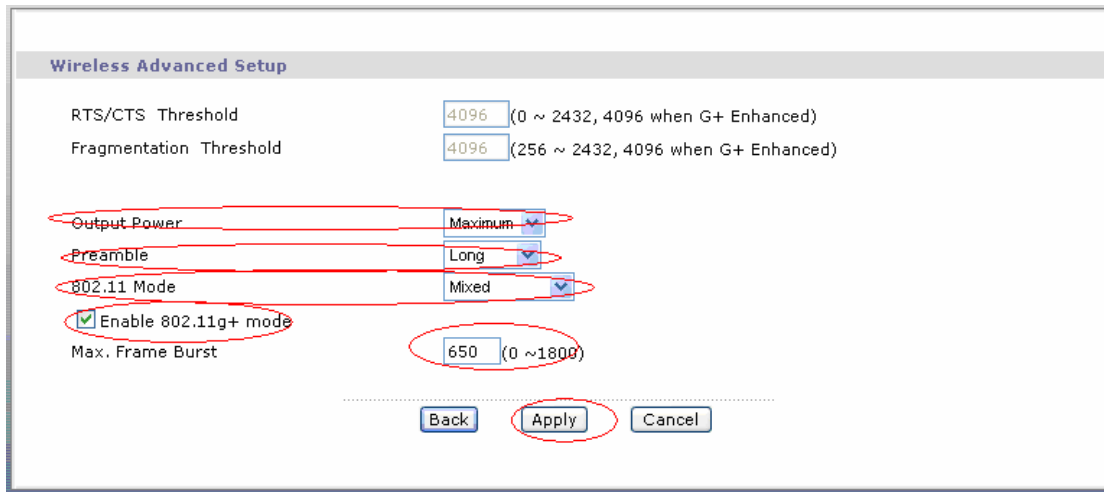 Wireless Advanced Setup
RTS/CTS Threshold 4096 (0 ~ 2432, 4096 when G+ Enhanced)
Fragmentation Threshold 4096 (256 ~ 2432, 4096 when G+ Enhanced)
Output Power Maximum
Preamble Long
802.11 Mode Mixed
Enable 802.11g+ mode
Max. Frame Burst 650 (0 ~1800)
Back Apply Cancel